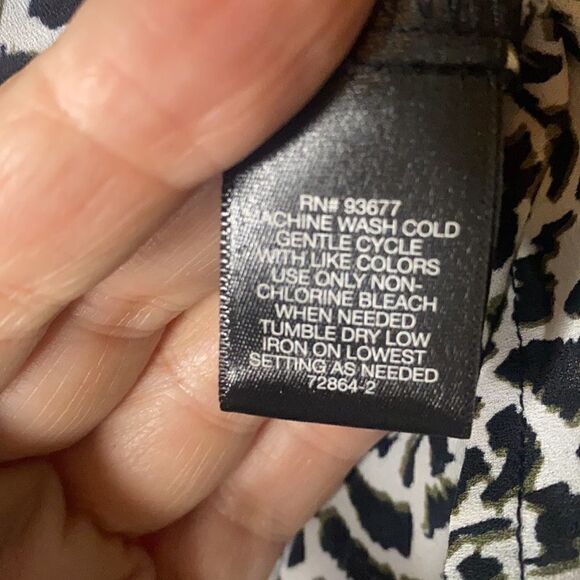 RN# 93677
MACHINE WASH COLD
GENTLE CYCLE
WITH LIKE COLORS
USE ONLY NON-
CHLORINE BLEACH
WHEN NEEDED
TUMBLE DRY LOW
IRON ON LOWEST
SETTING AS NEEDED
72864-2